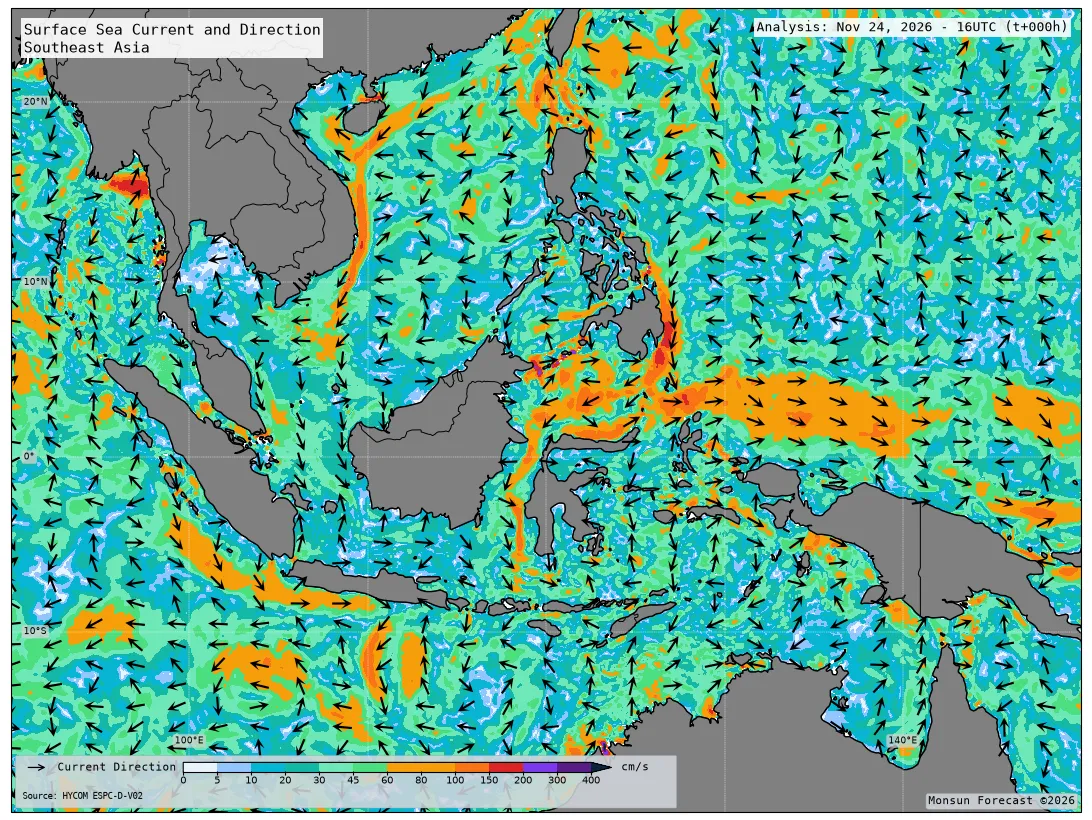 Surface Sea Current and Direction
Southeast Asia
Analysis: Nov 24, 2026 - 16UTC (t+000h)
20°N
10°N
0°
10°S
100°E
140°E
Current Direction
0 5 10 20 30 45 60 80 100 150 200 300 400
cm/s
Source: HYCOM ESPC-D-V02
Monsun Forecast ©2026